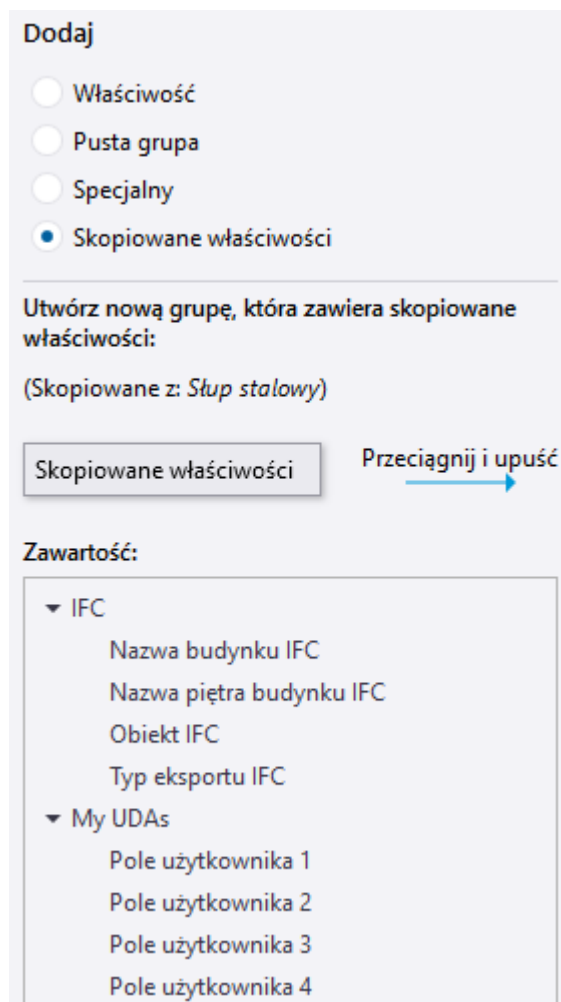 Dodaj
Właściwość
Pusta grupa
Specjalny
Skopiowane właściwości
Utwórz nową grupę, która zawiera skopiowane
właściwości:
(Skopiowane z: Słup stalowy)
Skopiowane właściwości
Przeciągnij i upuść
Zawartość:
IFC
Nazwa budynku IFC
Nazwa piętra budynku IFC
Obiekt IFC
Typ eksportu IFC
My UDAs
Pole użytkownika 1
Pole użytkownika 2
Pole użytkownika 3
Pole użytkownika 4